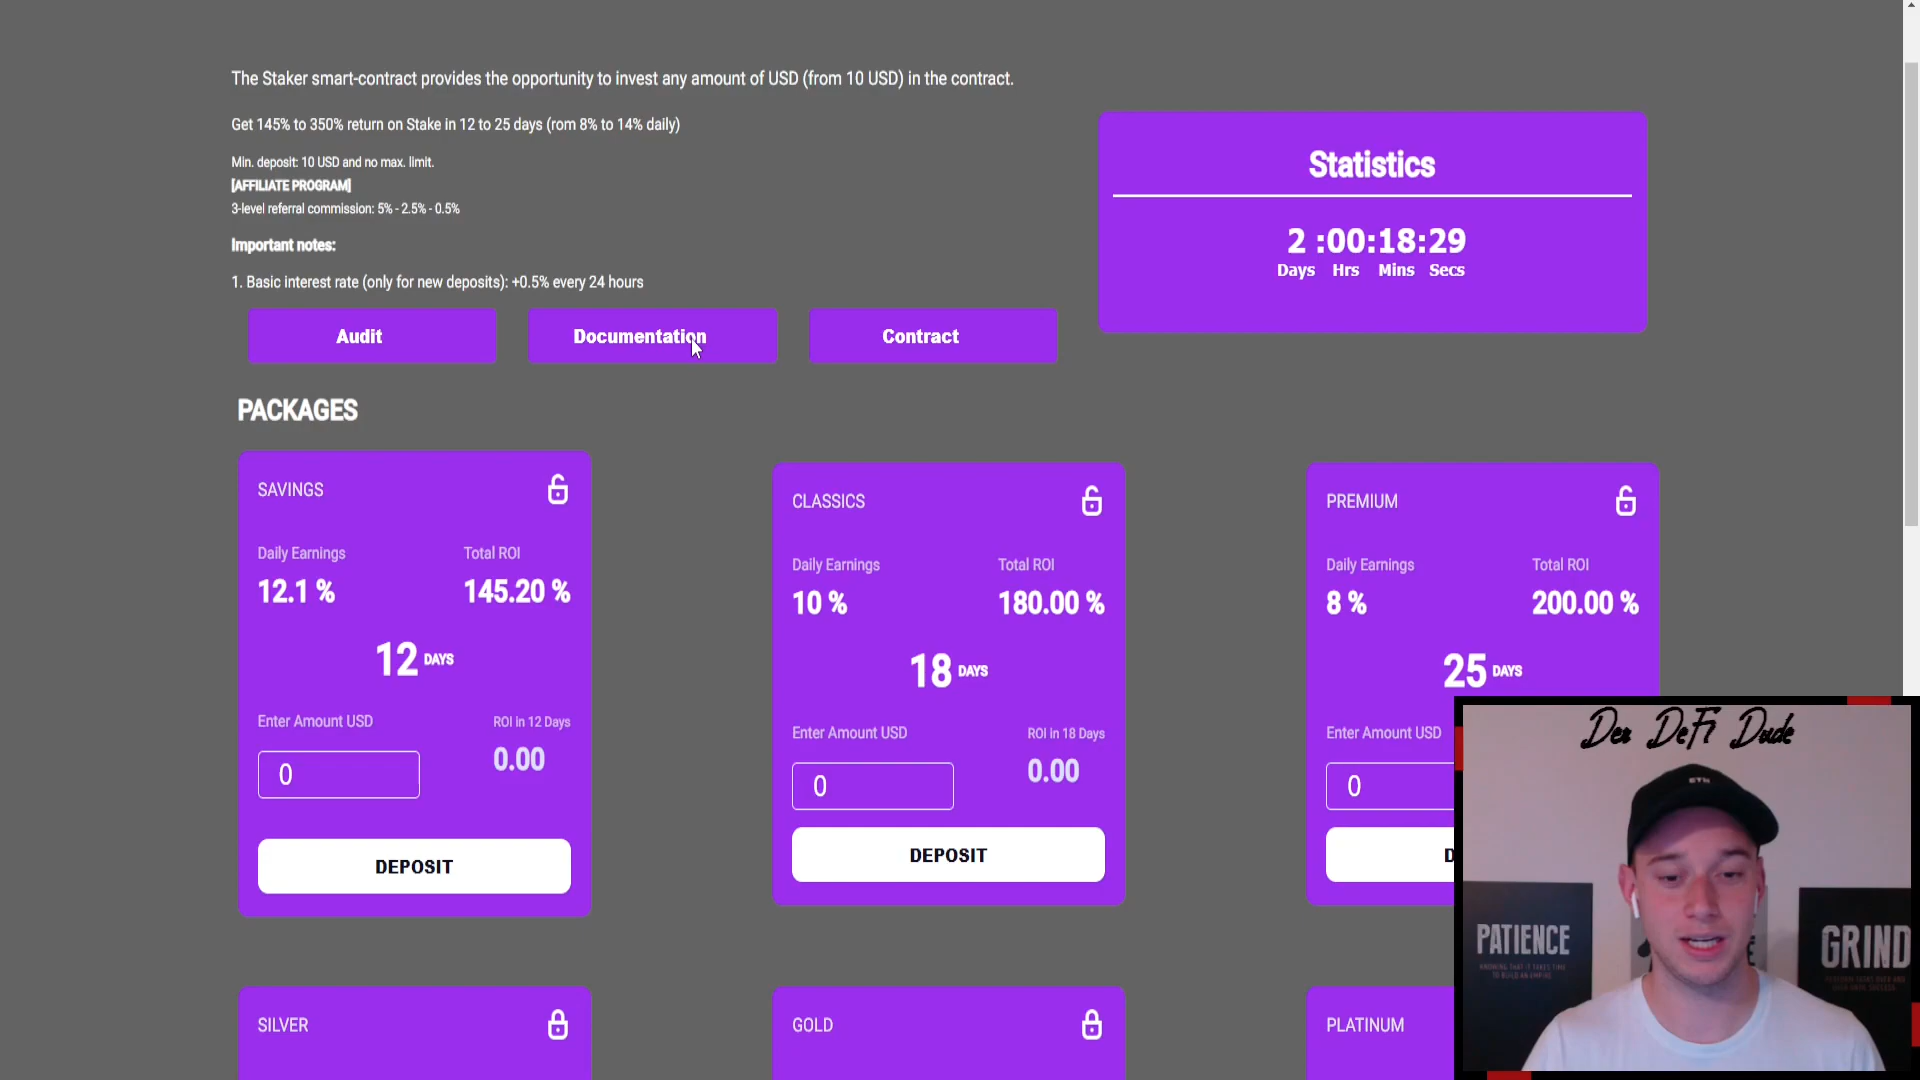 The Staker smart-contract provides the opportunity to invest any amount of USD (from 10 USD) in the contract.
Get 145% to 350% return on Stake in 12 to 25 days (rom 8% to 14% daily)
Min. deposit: 10 USD and no max. limit.
[AFFILIATE PROGRAM]
3-level referral commission: 5% - 2.5% - 0.5%
Important notes:
1. Basic interest rate (only for new deposits): +0.5% every 24 hours
Audit
Documentation
Contract
Statistics
2 :00:18:29
Days Hrs Mins Secs
PACKAGES
SAVINGS
Daily Earnings Total ROI
12.1 % 145.20 %
12 DAYS
Enter Amount USD ROI in 12 Days
0 0.00
DEPOSIT
CLASSICS
Daily Earnings Total ROI
10 % 180.00 %
18 DAYS
Enter Amount USD ROI in 18 Days
0 0.00
DEPOSIT
PREMIUM
Daily Earnings Total ROI
8 % 200.00 %
25 DAYS
Enter Amount USD
0
D
SILVER
GOLD
PLATINUM
Dex DeFi Dude
ETH
PATIENCE
GRIND